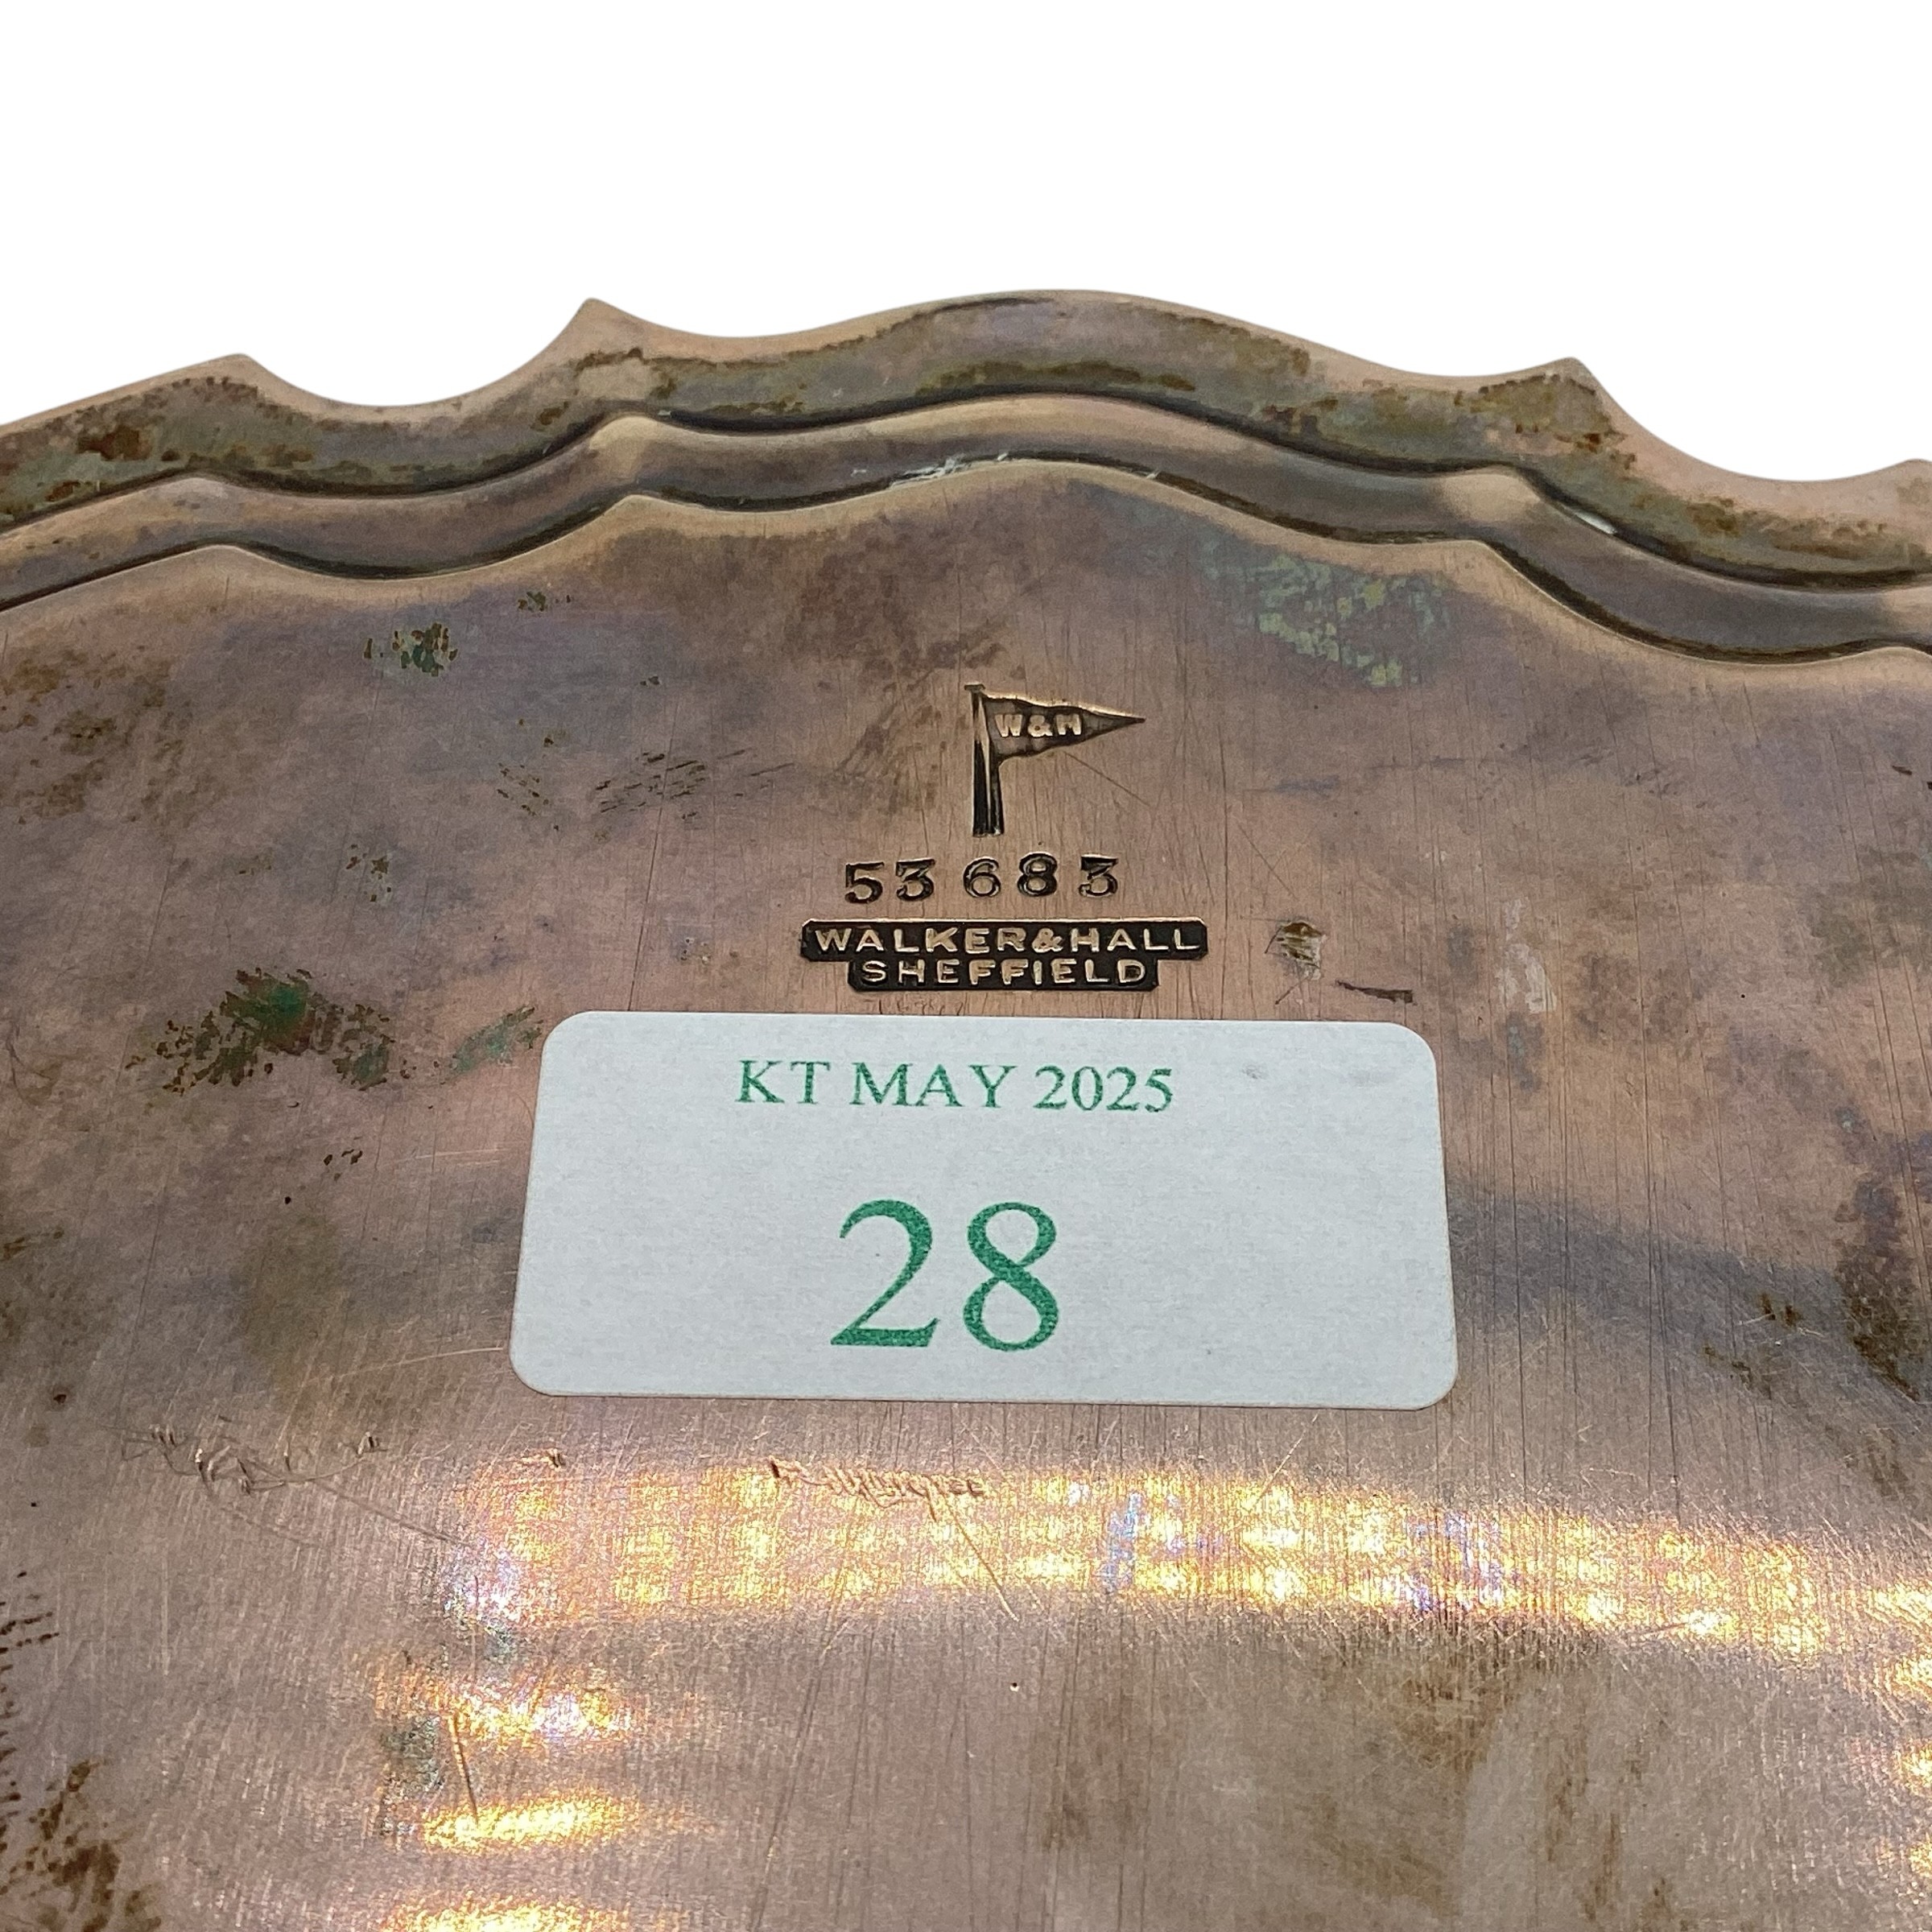 W&H
53683
WALKER&HALL
SHEFFIELD
KT MAY 2025
28